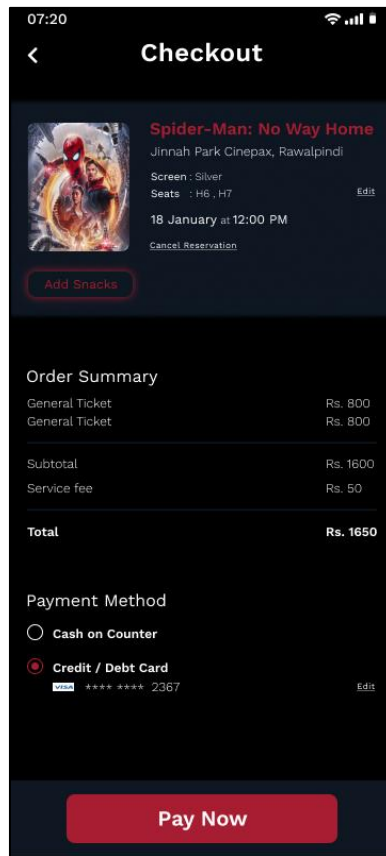 07:20
Checkout
Spider-Man: No Way Home
Jinnah Park Cinepax, Rawalpindi
Screen : Silver
Seats : H6 , H7 Edit
18 January at 12:00 PM
Cancel Reservation
Add Snacks
Order Summary
General Ticket Rs. 800
General Ticket Rs. 800
Subtotal Rs. 1600
Service fee Rs. 50
Total Rs. 1650
Payment Method
Cash on Counter
Credit / Debt Card
VISA **** **** 2367 Edit
Pay Now